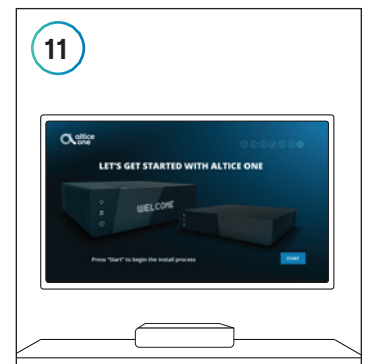 11
altice
one
LET'S GET STARTED WITH ALTICE ONE
WELCOME
Press "Start" to begin the install process
START